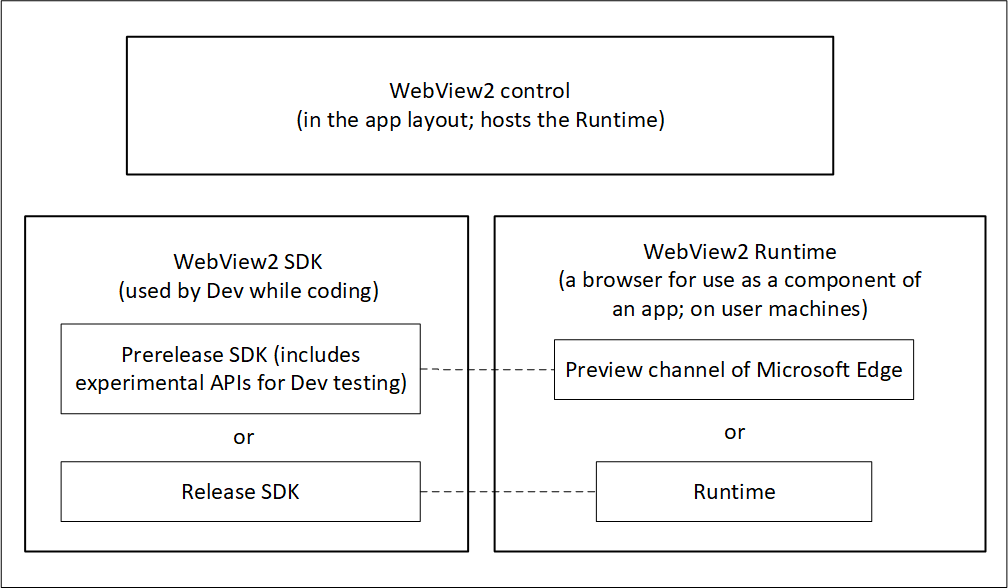 WebView2 control
(in the app layout; hosts the Runtime)
WebView2 SDK
(used by Dev while coding)
Prerelease SDK (includes
experimental APIs for Dev testing)
or
Release SDK
WebView2 Runtime
(a browser for use as a component of
an app; on user machines)
Preview channel of Microsoft Edge
or
Runtime